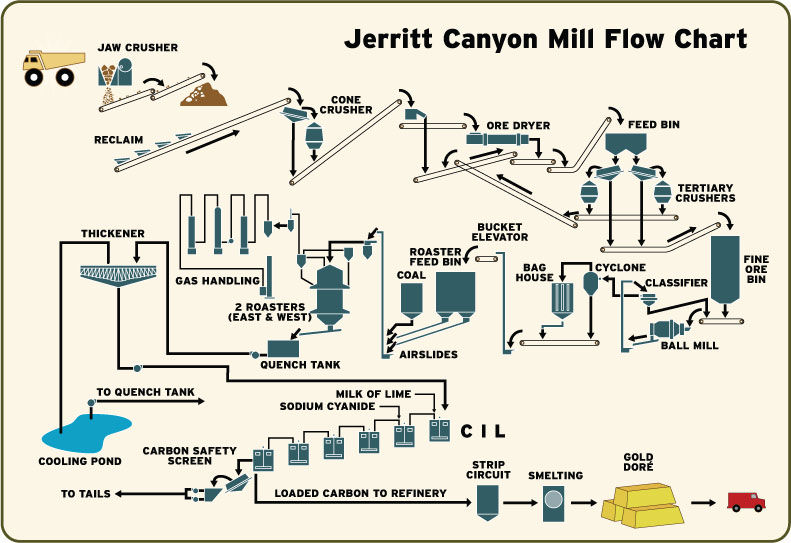 Jerritt Canyon Mill Flow Chart
JAW CRUSHER
RECLAIM
CONE
CRUSHER
ORE DRYER
FEED BIN
TERTIARY
CRUSHERS
THICKENER
GAS HANDLING
2 ROASTERS
(EAST & WEST)
QUENCH TANK
COAL
ROASTER
FEED BIN
AIRSLIDES
BUCKET
ELEVATOR
BAG
HOUSE
CYCLONE
CLASSIFIER
BALL MILL
FINE
ORE
BIN
TO QUENCH TANK
COOLING POND
MILK OF LIME
SODIUM CYANIDE
C I L
CARBON SAFETY
SCREEN
TO TAILS
LOADED CARBON TO REFINERY
STRIP
CIRCUIT
SMELTING
GOLD
DORÉ